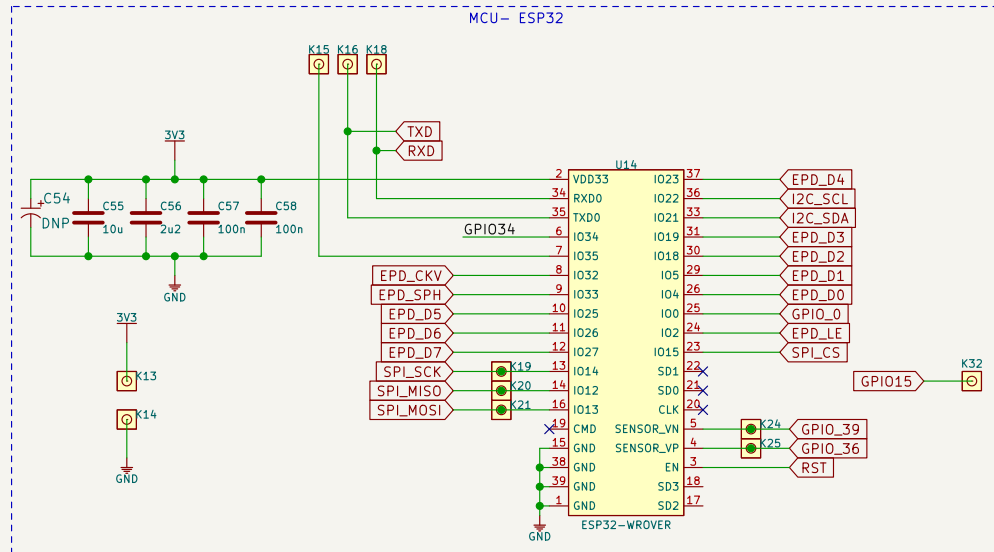 MCU- ESP32
K15 K16 K18
TXD
RXD
3V3
C54
DNP
C55
10u
C56
2u2
C57
100n
C58
100n
GND
3V3
K13
K14
GND
U14
2 VDD33 IO23 37 EPD_D4
34 RXD0 IO22 36 I2C_SCL
35 TXD0 IO21 33 I2C_SDA
GPIO34 6 IO34 IO19 31 EPD_D3
7 IO35 IO18 30 EPD_D2
EPD_CKV 8 IO32 IO5 29 EPD_D1
EPD_SPH 9 IO33 IO4 26 EPD_D0
EPD_D5 10 IO25 IO0 25 GPIO_0
EPD_D6 11 IO26 IO2 24 EPD_LE
EPD_D7 12 IO27 IO15 23 SPI_CS
SPI_SCK K19 13 IO14 SD1 22
SPI_MISO K20 14 IO12 SD0 21
SPI_MOSI K21 16 IO13 CLK 20
19 CMD SENSOR_VN 5 K24 GPIO_39
15 GND SENSOR_VP 4 K25 GPIO_36
38 GND EN 3 RST
39 GND SD3 18
1 GND SD2 17
ESP32-WROVER
GND
K32
GPIO15